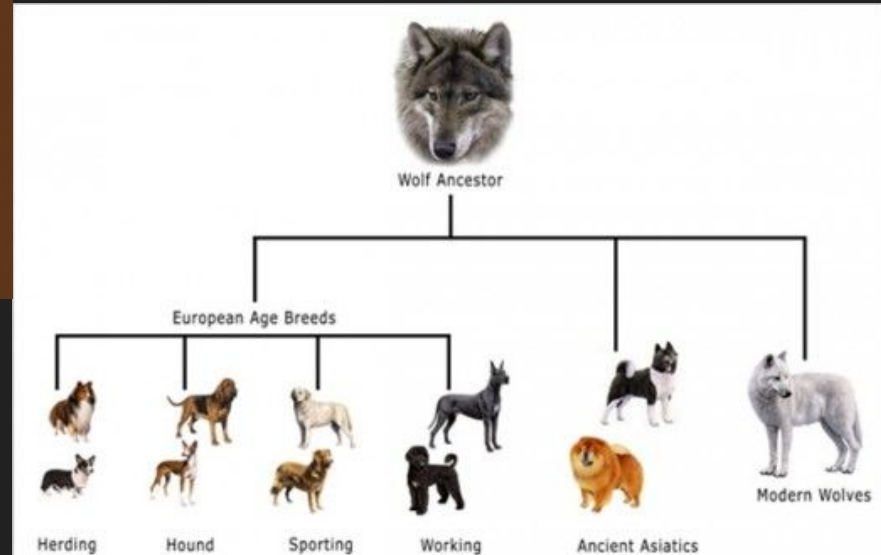 Wolf Ancestor
European Age Breeds
Modern Wolves
Herding
Hound
Sporting
Working
Ancient Asiatics